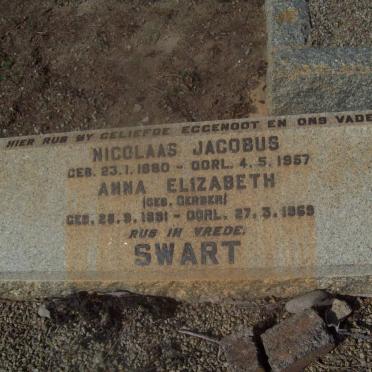 HIER RUS MY GELIEFDE EGGENOOT EN ONS VADE
NICOLAAS JACOBUS
GEB. 23.1.1880 - OORL. 4.5.1957
ANNA ELIZABETH
(GEB. GERBER)
GEB. 28.9.1891 - OORL. 27.3.1969
RUS IN VREDE.
SWART